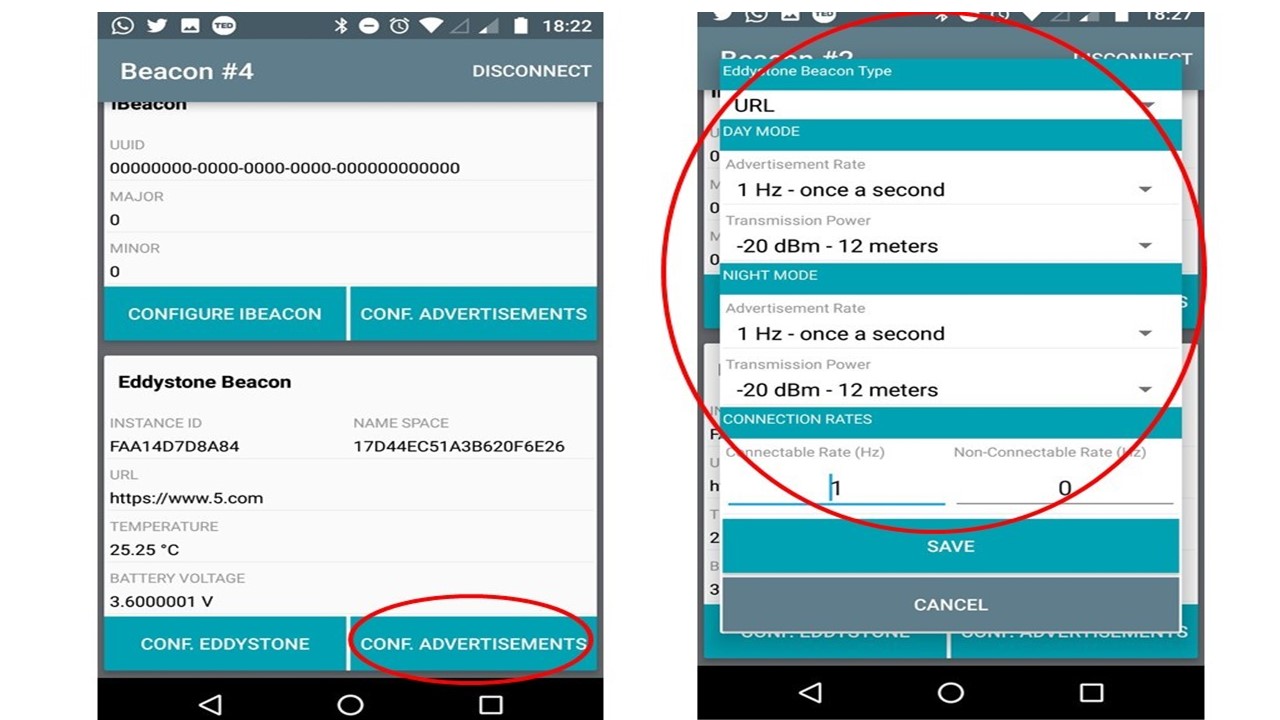 TED
18:22
Beacon #4
DISCONNECT
iBeacon
UUID
00000000-0000-0000-0000-000000000000
MAJOR
0
MINOR
0
CONFIGURE IBEACON
CONF. ADVERTISEMENTS
Eddystone Beacon
INSTANCE ID
NAME SPACE
FAA14D7D8A84
17D44EC51A3B620F6E26
URL
https://www.5.com
TEMPERATURE
25.25 °C
BATTERY VOLTAGE
3.6000001 V
CONF. EDDYSTONE
CONF. ADVERTISEMENTS
18:27
Beacon #2
DISCONNECT
Eddystone Beacon Type
URL
DAY MODE
Advertisement Rate
1 Hz - once a second
Transmission Power
-20 dBm - 12 meters
NIGHT MODE
Advertisement Rate
1 Hz - once a second
Transmission Power
-20 dBm - 12 meters
CONNECTION RATES
Connectable Rate (Hz)
Non-Connectable Rate (Hz)
1
0
SAVE
CANCEL
CONF. EDDYSTONE
CONF. ADVERTISEMENTS